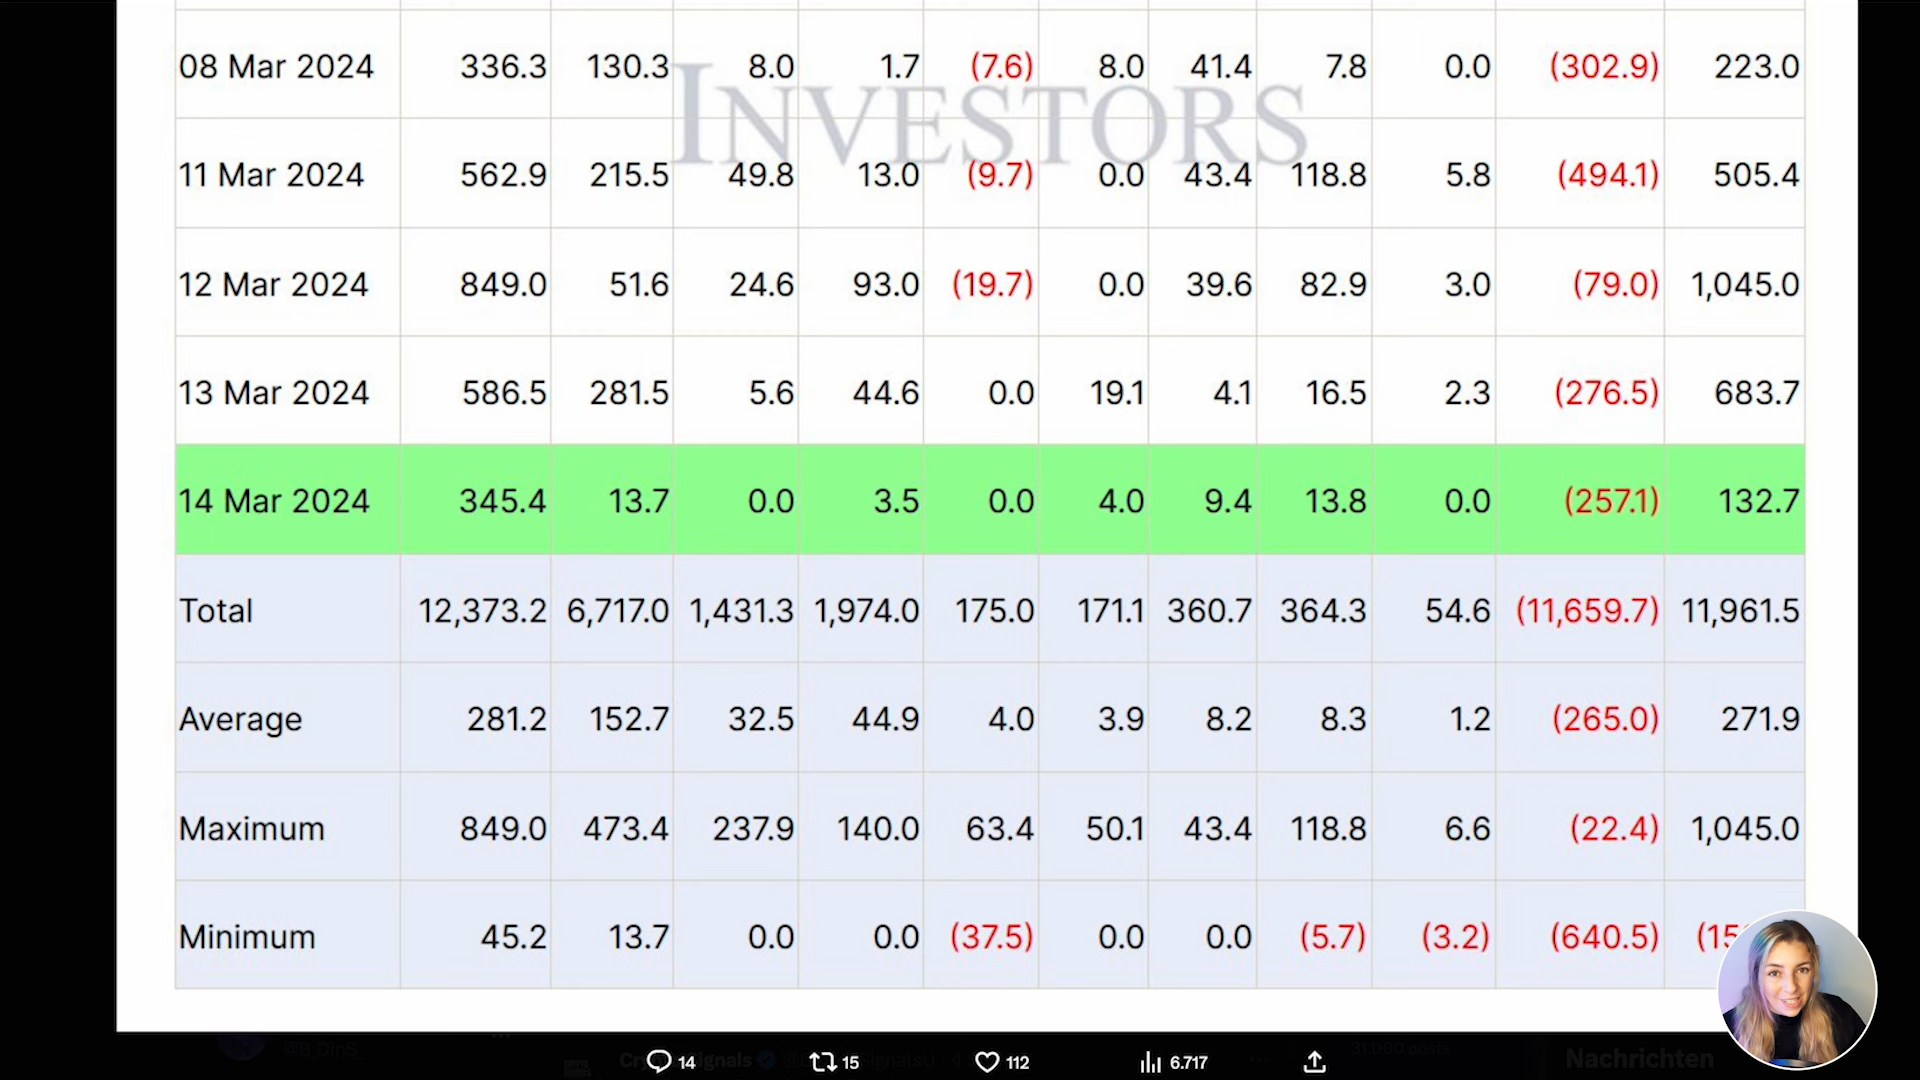 INVESTORS
08 Mar 2024 336.3 130.3 8.0 1.7 (7.6) 8.0 41.4 7.8 0.0 (302.9) 223.0
11 Mar 2024 562.9 215.5 49.8 13.0 (9.7) 0.0 43.4 118.8 5.8 (494.1) 505.4
12 Mar 2024 849.0 51.6 24.6 93.0 (19.7) 0.0 39.6 82.9 3.0 (79.0) 1,045.0
13 Mar 2024 586.5 281.5 5.6 44.6 0.0 19.1 4.1 16.5 2.3 (276.5) 683.7
14 Mar 2024 345.4 13.7 0.0 3.5 0.0 4.0 9.4 13.8 0.0 (257.1) 132.7
Total 12,373.2 6,717.0 1,431.3 1,974.0 175.0 171.1 360.7 364.3 54.6 (11,659.7) 11,961.5
Average 281.2 152.7 32.5 44.9 4.0 3.9 8.2 8.3 1.2 (265.0) 271.9
Maximum 849.0 473.4 237.9 140.0 63.4 50.1 43.4 118.8 6.6 (22.4) 1,045.0
Minimum 45.2 13.7 0.0 0.0 (37.5) 0.0 0.0 (5.7) (3.2) (640.5)
14 15 112 6.717
Nachrichten